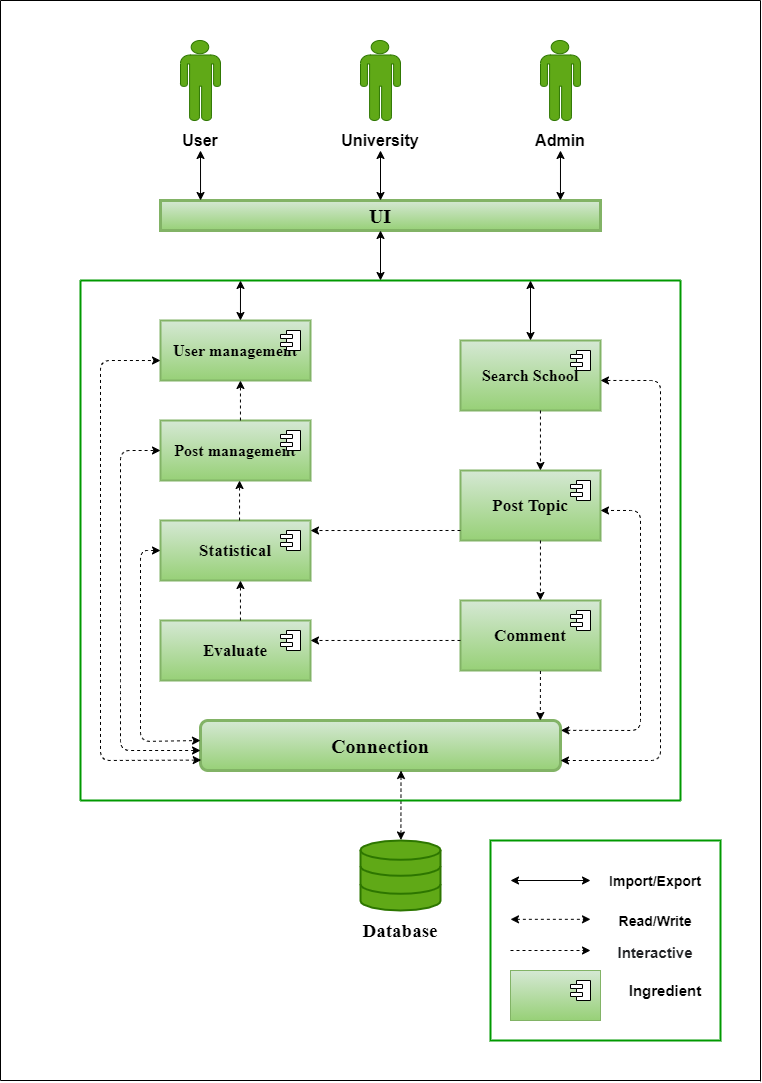 User
University
Admin
UI
User management
Search School
Post management
Post Topic
Statistical
Comment
Evaluate
Connection
Database
Import/Export
Read/Write
Interactive
Ingredient